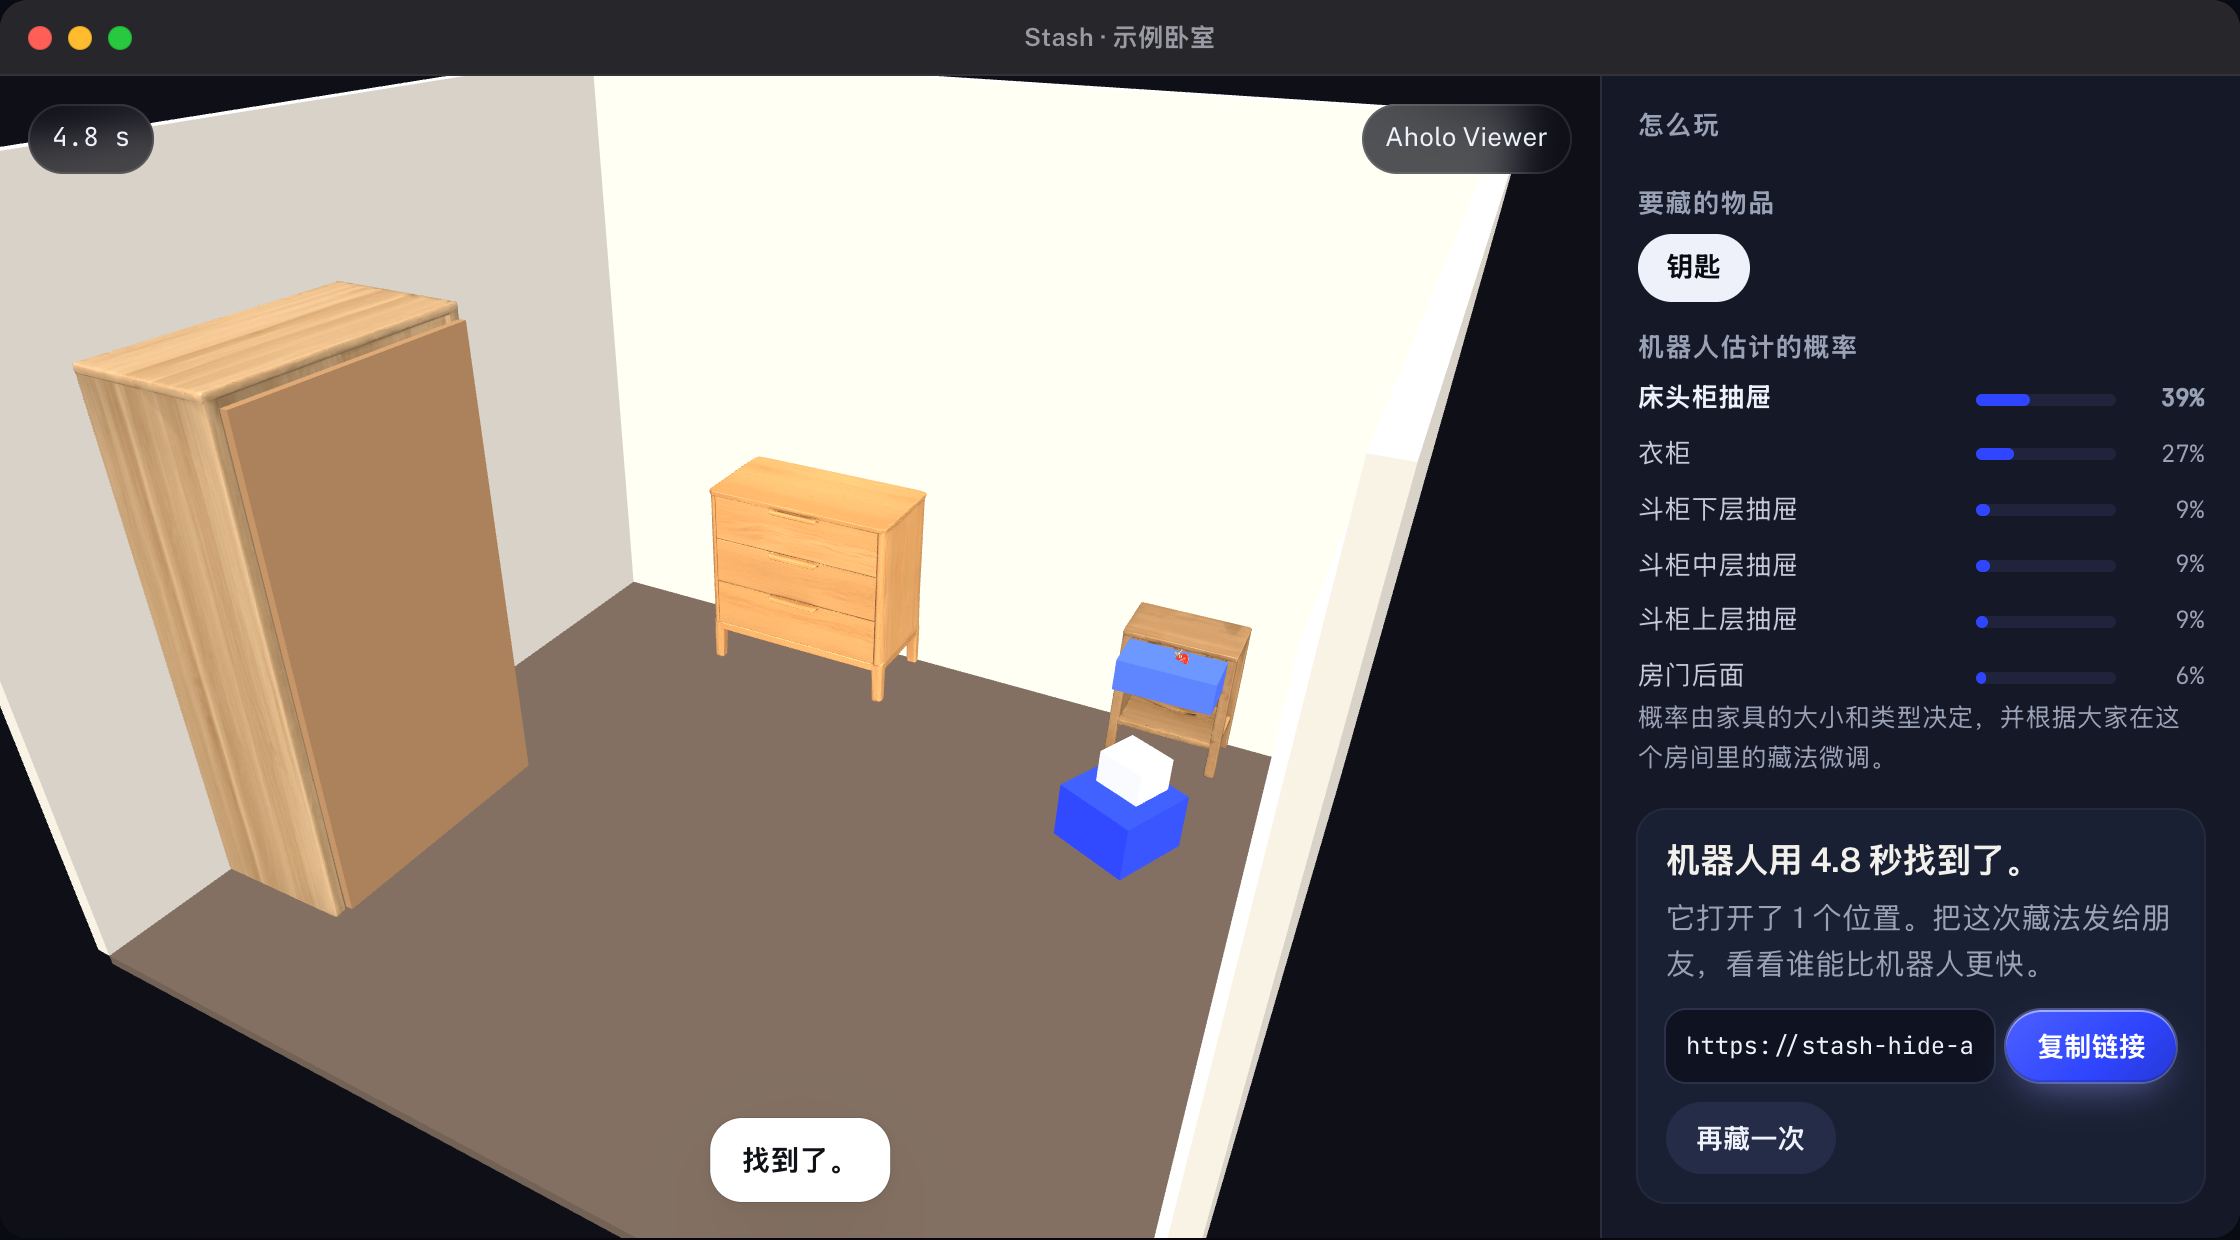 Stash · 示例卧室
4.8 s
Aholo Viewer
找到了。
怎么玩
要藏的物品
钥匙
机器人估计的概率
床头柜抽屉 39%
衣柜 27%
斗柜下层抽屉 9%
斗柜中层抽屉 9%
斗柜上层抽屉 9%
房门后面 6%
概率由家具的大小和类型决定，并根据大家在这
个房间里的藏法微调。
机器人用 4.8 秒找到了。
它打开了 1 个位置。把这次藏法发给朋
友，看看谁能比机器人更快。
https://stash-hide-a
复制链接
再藏一次